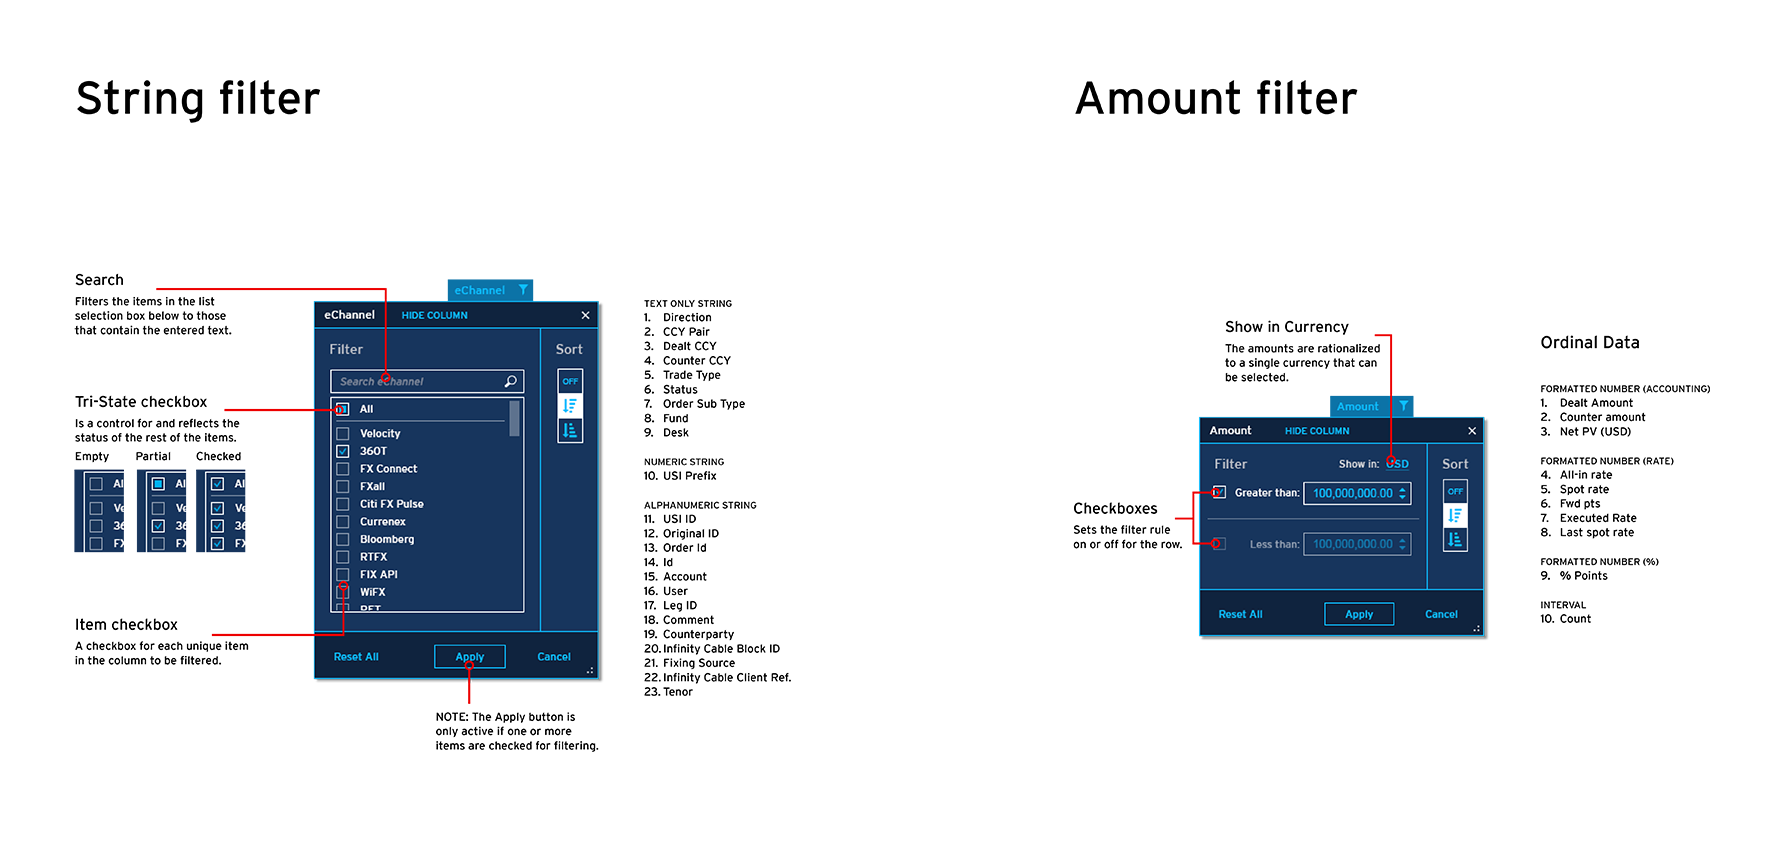 String filter
Search
Filters the items in the list
selection box below to those
that contain the entered text.
Tri-State checkbox
Is a control for and reflects the
status of the rest of the items.
Empty
Partial
Checked
Al
Ve
36
FX
Al
Ve
36
FX
Al
Ve
36
FX
Item checkbox
A checkbox for each unique item
in the column to be filtered.
eChannel
eChannel
HIDE COLUMN
Filter
Sort
Search eChannel
OFF
All
Velocity
360T
FX Connect
FXall
Citi FX Pulse
Currenex
Bloomberg
RTFX
FIX API
WiFX
Reset All
Apply
Cancel
NOTE: The Apply button is
only active if one or more
items are checked for filtering.
TEXT ONLY STRING
1. Direction
2. CCY Pair
3. Dealt CCY
4. Counter CCY
5. Trade Type
6. Status
7. Order Sub Type
8. Fund
9. Desk
NUMERIC STRING
10. USI Prefix
ALPHANUMERIC STRING
11. USI ID
12. Original ID
13. Order Id
14. Id
15. Account
16. User
17. Leg ID
18. Comment
19. Counterparty
20. Infinity Cable Block ID
21. Fixing Source
22. Infinity Cable Client Ref.
23. Tenor
Amount filter
Show in Currency
The amounts are rationalized
to a single currency that can
be selected.
Checkboxes
Sets the filter rule
on or off for the row.
Amount
Amount
HIDE COLUMN
Filter
Show in: USD
Sort
Greater than: 100,000,000.00
OFF
Less than: 100,000,000.00
Reset All
Apply
Cancel
Ordinal Data
FORMATTED NUMBER (ACCOUNTING)
1. Dealt Amount
2. Counter amount
3. Net PV (USD)
FORMATTED NUMBER (RATE)
4. All-in rate
5. Spot rate
6. Fwd pts
7. Executed Rate
8. Last spot rate
FORMATTED NUMBER (%)
9. % Points
INTERVAL
10. Count